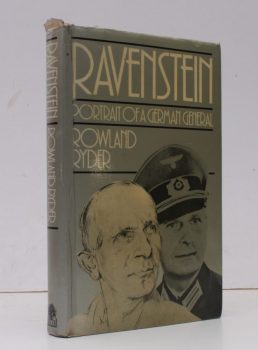 RAVENSTEIN
PORTRAIT OF A GERMAN GENERAL
ROWLAND
RYDER
RAVENSTEIN ROWLAND RYDER